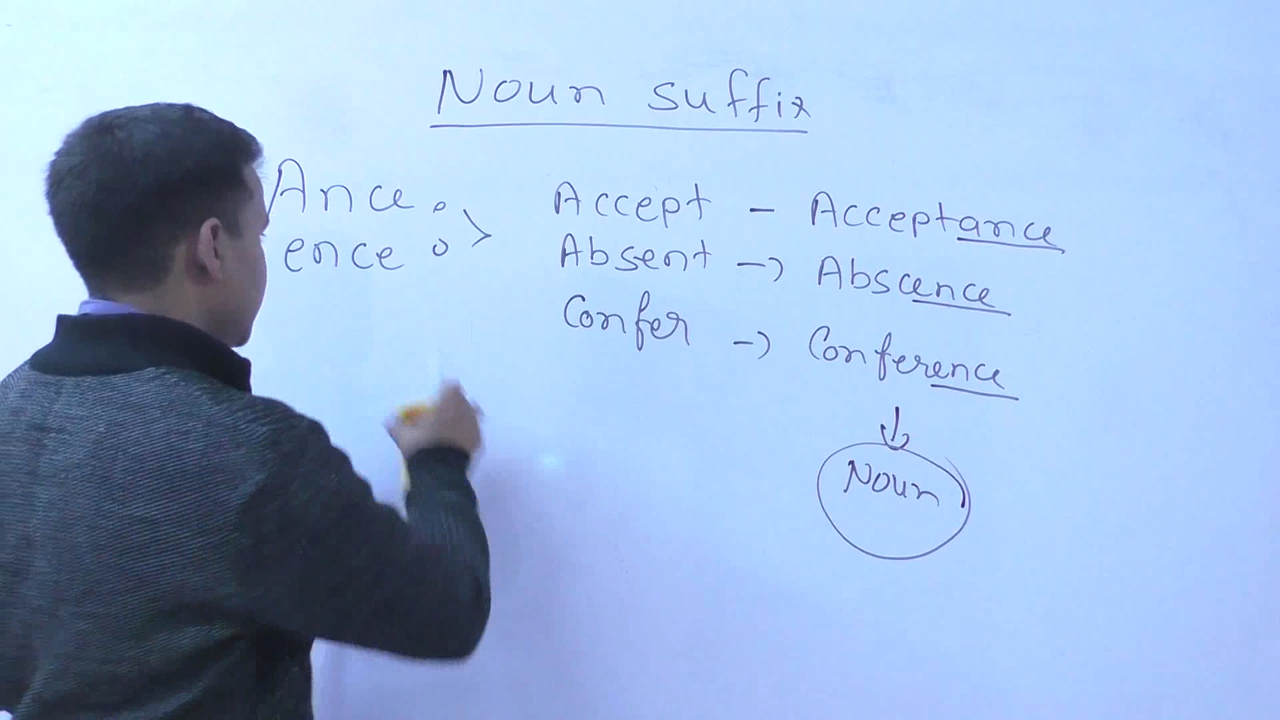 Noun suffix
Ance :
ence : >
Accept - Acceptance
Absent -> Abscence
Confer -> Conference
↓
Noun